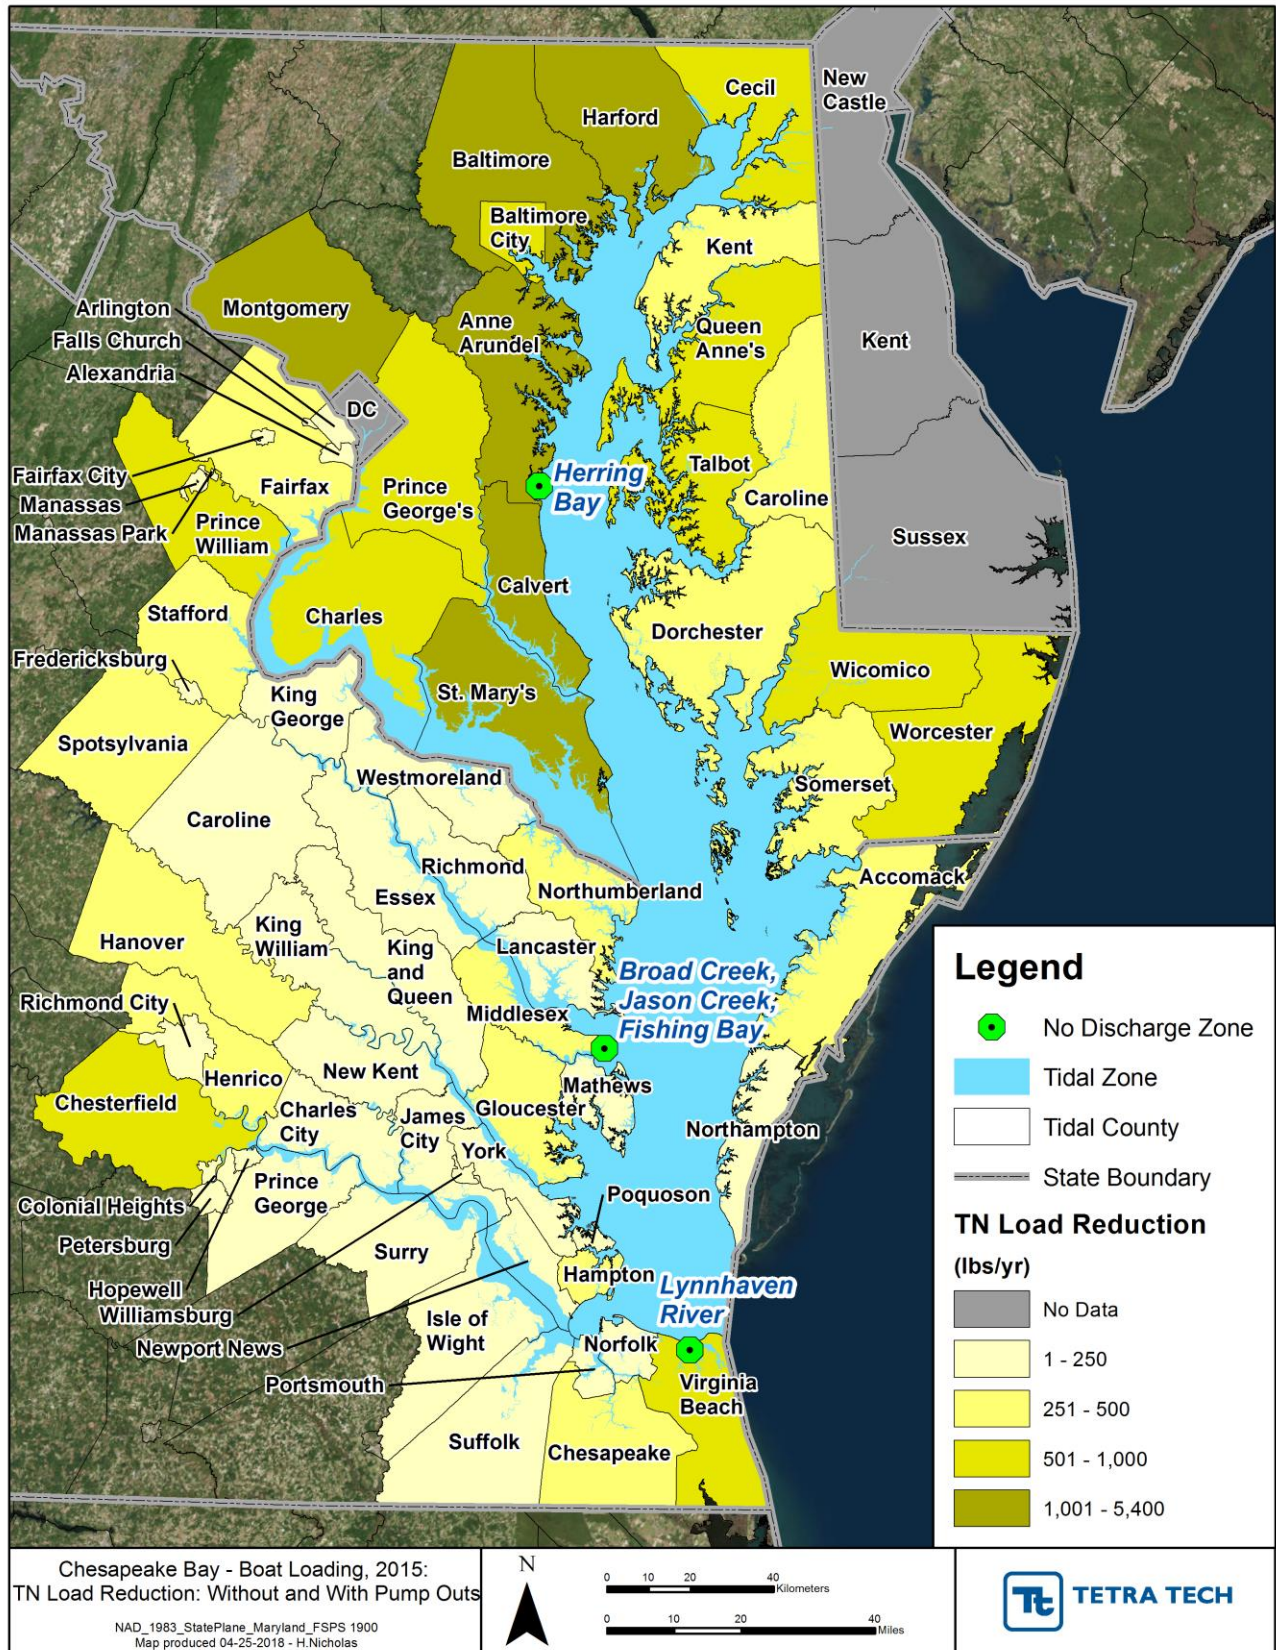 Cecil
New
Castle
Harford
Baltimore
Baltimore
City
Kent
Arlington
Falls Church
Alexandria
Montgomery
Anne
Arundel
Queen
Anne's
Kent
DC
Fairfax City
Manassas
Manassas Park
Fairfax
Prince
William
Prince
George's
Herring
Bay
Talbot
Caroline
Sussex
Calvert
Stafford
Charles
Dorchester
Fredericksburg
King
George
St. Mary's
Wicomico
Spotsylvania
Worcester
Westmoreland
Somerset
Caroline
Richmond
Essex
Northumberland
Accomack
King
William
Hanover
King
and
Queen
Lancaster
Richmond City
Middlesex
Broad Creek,
Jason Creek,
Fishing Bay
Henrico
New Kent
Mathews
Chesterfield
Charles
City
James
City
Gloucester
York
Northampton
Colonial Heights
Petersburg
Prince
George
Poquoson
Hopewell
Williamsburg
Surry
Hampton
Lynnhaven
River
Newport News
Isle of
Wight
Norfolk
Portsmouth
Virginia
Beach
Suffolk
Chesapeake
Legend
No Discharge Zone
Tidal Zone
Tidal County
State Boundary
TN Load Reduction
(lbs/yr)
No Data
1 - 250
251 - 500
501 - 1,000
1,001 - 5,400
Chesapeake Bay - Boat Loading, 2015:
TN Load Reduction: Without and With Pump Outs
NAD_1983_StatePlane_Maryland_FSPS 1900
Map produced 04-25-2018 - H.Nicholas
N
0 10 20 40
Kilometers
0 10 20 40
Miles
Tt TETRA TECH